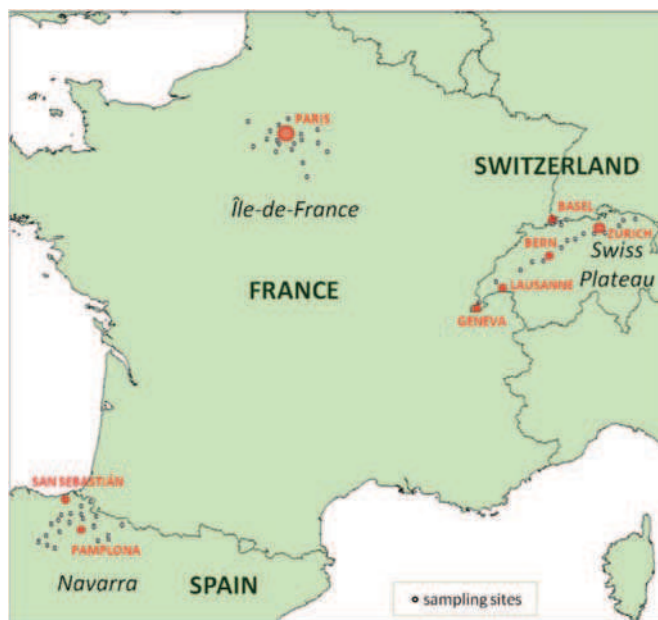 PARIS
SWITZERLAND
Île-de-France
BASEL
ZÜRICH
BERN
Swiss
Plateau
FRANCE
LAUSANNE
GENEVA
SAN SEBASTIÁN
PAMPLONA
Navarra
SPAIN
sampling sites